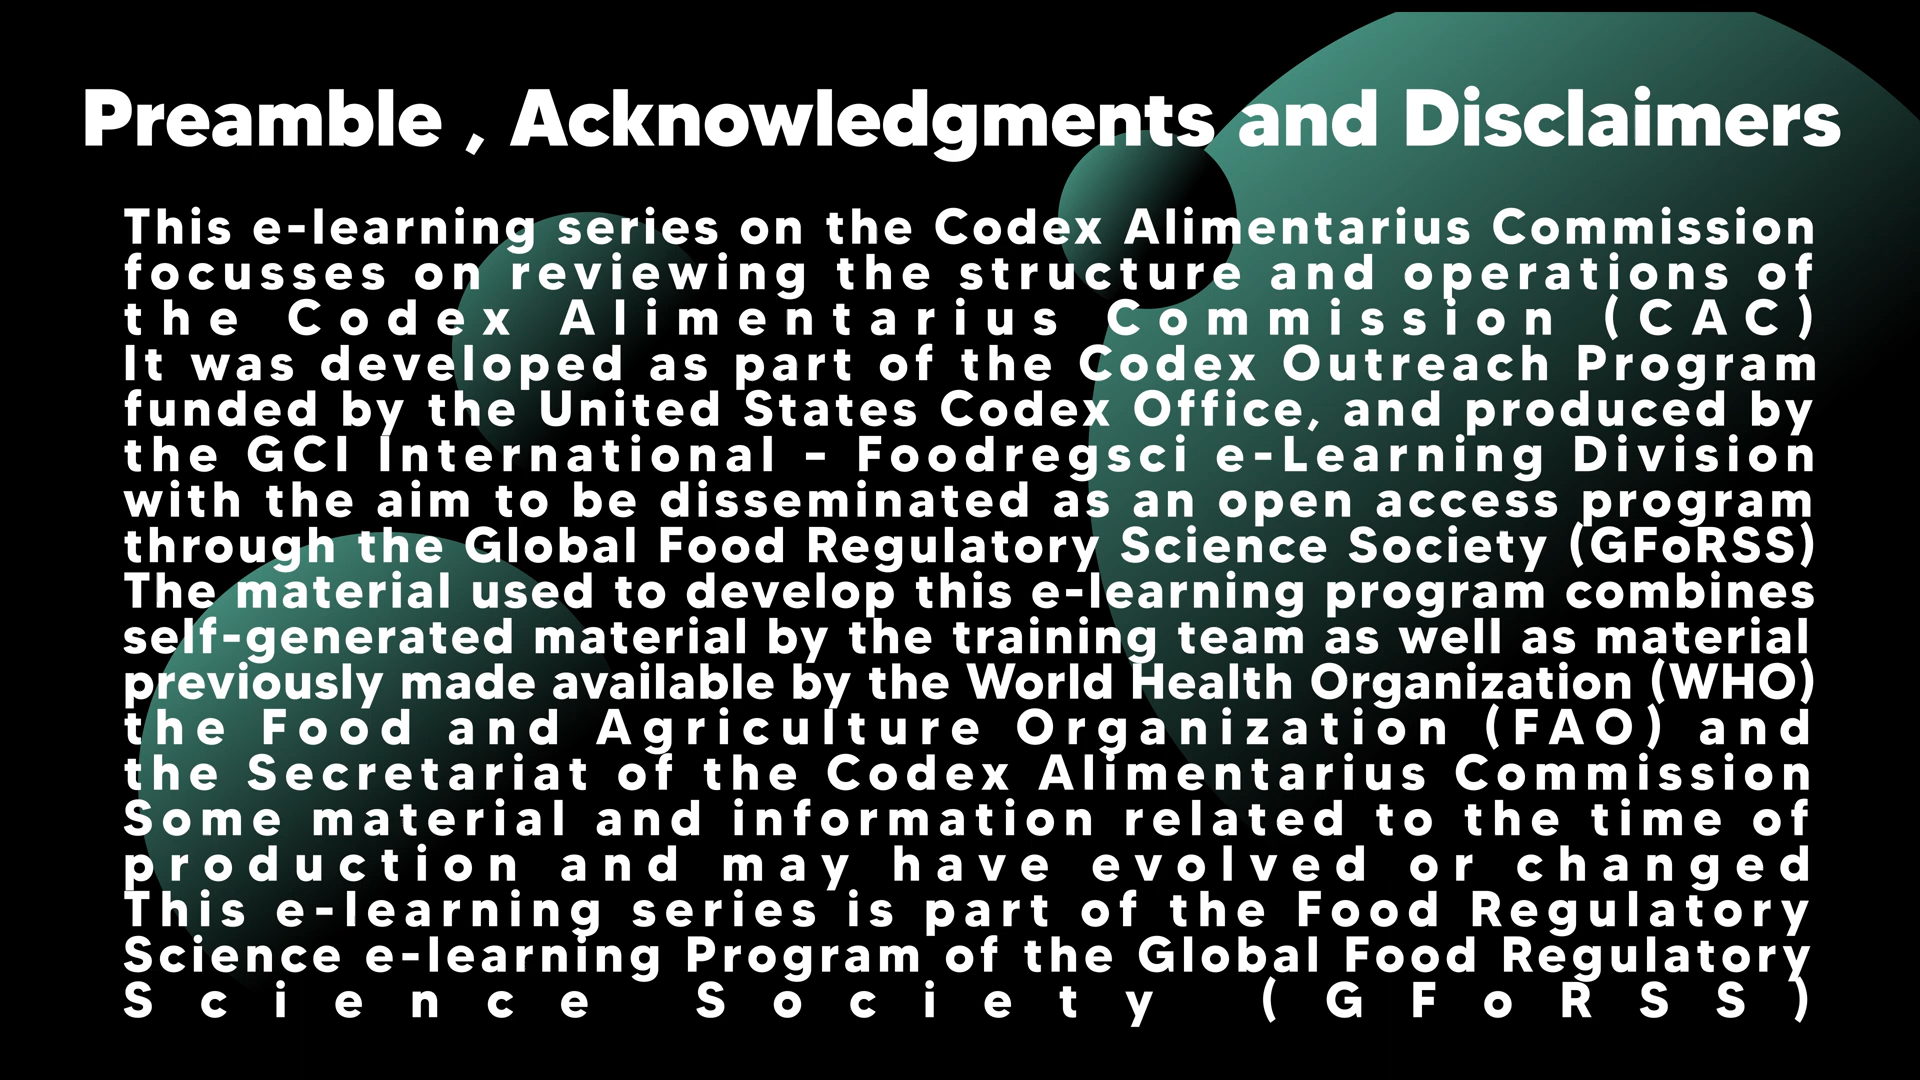 Preamble , Acknowledgments and Disclaimers
This e-learning series on the Codex Alimentarius Commission
focusses on reviewing the structure and operations of
the Codex Alimentarius Commission (CAC)
It was developed as part of the Codex Outreach Program
funded by the United States Codex Office, and produced by
the GCI International - Foodregsci e-Learning Division
with the aim to be disseminated as an open access program
through the Global Food Regulatory Science Society (GFoRSS)
The material used to develop this e-learning program combines
self-generated material by the training team as well as material
previously made available by the World Health Organization (WHO)
the Food and Agriculture Organization (FAO) and
the Secretariat of the Codex Alimentarius Commission
Some material and information related to the time of
production and may have evolved or changed
This e-learning series is part of the Food Regulatory
Science e-learning Program of the Global Food Regulatory
Science Society (GFoRSS)